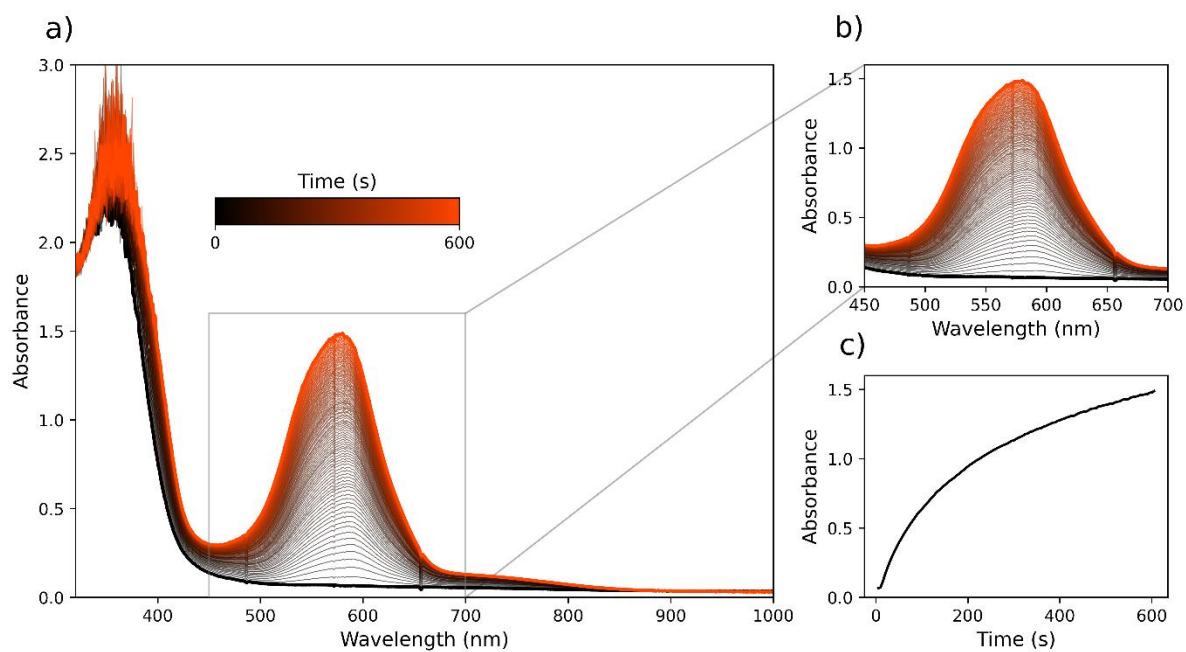 a)
3.0
2.5
2.0
1.5
1.0
0.5
0.0
Absorbance
Time (s)
0 600
400 500 600 700 800 900 1000
Wavelength (nm)
b)
1.5
1.0
0.5
0.0
Absorbance
450 500 550 600 650 700
Wavelength (nm)
c)
1.5
1.0
0.5
0.0
Absorbance
0 200 400 600
Time (s)